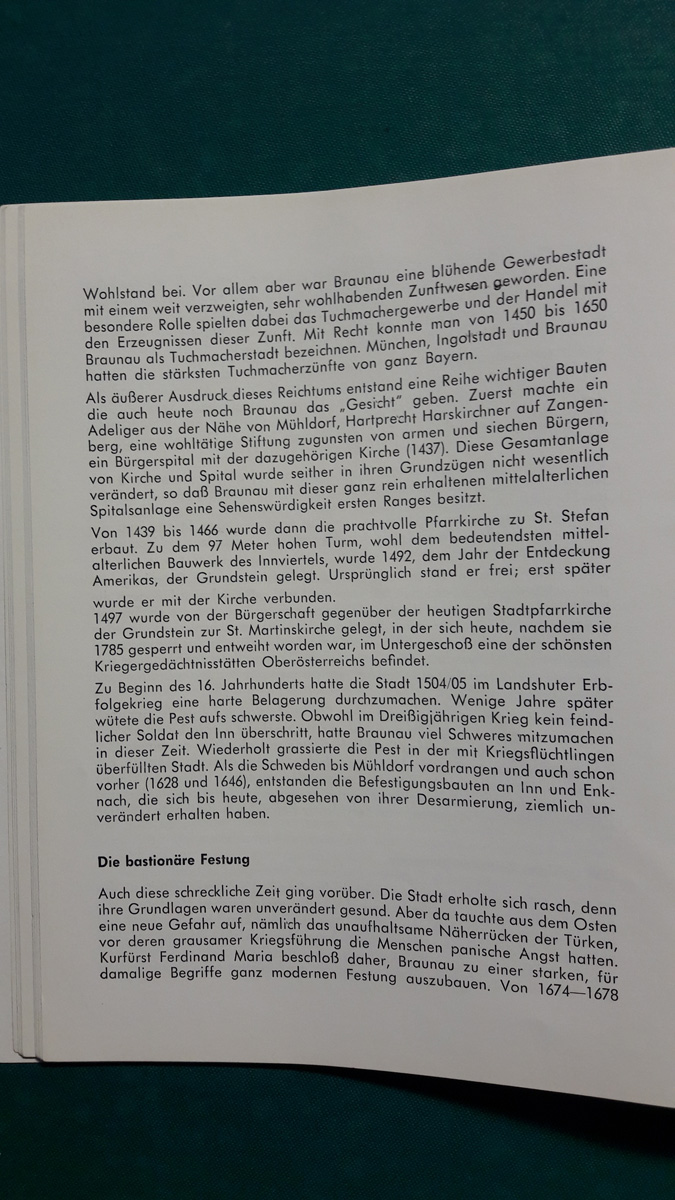 Wohlstand bei. Vor allem aber war Braunau eine blühende Gewerbestadt
mit einem weit verzweigten, sehr wohlhabenden Zunftwesen geworden. Eine
besondere Rolle spielten dabei das Tuchmachergewerbe und der Handel mit
den Erzeugnissen dieser Zunft. Mit Recht konnte man von 1450 bis 1650
Braunau als Tuchmacherstadt bezeichnen. München, Ingolstadt und Braunau
hatten die stärksten Tuchmacherzünfte von ganz Bayern.
Als äußerer Ausdruck dieses Reichtums entstand eine Reihe wichtiger Bauten
die auch heute noch Braunau das „Gesicht" geben. Zuerst machte ein
Adeliger aus der Nähe von Mühldorf, Hartprecht Harskirchner auf Zangen-
berg, eine wohltätige Stiftung zugunsten von armen und siechen Bürgern,
ein Bürgerspital mit der dazugehörigen Kirche (1437). Diese Gesamtanlage
von Kirche und Spital wurde seither in ihren Grundzügen nicht wesentlich
verändert, so daß Braunau mit dieser ganz rein erhaltenen mittelalterlichen
Spitalsanlage eine Sehenswürdigkeit ersten Ranges besitzt.
Von 1439 bis 1466 wurde dann die prachtvolle Pfarrkirche zu St. Stefan
erbaut. Zu dem 97 Meter hohen Turm, wohl dem bedeutendsten mittel-
alterlichen Bauwerk des Innviertels, wurde 1492, dem Jahr der Entdeckung
Amerikas, der Grundstein gelegt. Ursprünglich stand er frei; erst später
wurde er mit der Kirche verbunden.
1497 wurde von der Bürgerschaft gegenüber der heutigen Stadtpfarrkirche
der Grundstein zur St. Martinskirche gelegt, in der sich heute, nachdem sie
1785 gesperrt und entweiht worden war, im Untergeschoß eine der schönsten
Kriegergedächtnisstätten Oberösterreichs befindet.
Zu Beginn des 16. Jahrhunderts hatte die Stadt 1504/05 im Landshuter Erb-
folgekrieg eine harte Belagerung durchzumachen. Wenige Jahre später
wütete die Pest aufs schwerste. Obwohl im Dreißigjährigen Krieg kein feind-
licher Soldat den Inn überschritt, hatte Braunau viel Schweres mitzumachen
in dieser Zeit. Wiederholt grassierte die Pest in der mit Kriegsflüchtlingen
überfüllten Stadt. Als die Schweden bis Mühldorf vordrangen und auch schon
vorher (1628 und 1646), entstanden die Befestigungsbauten an Inn und Enk-
nach, die sich bis heute, abgesehen von ihrer Desarmierung, ziemlich un-
verändert erhalten haben.
Die bastionäre Festung
Auch diese schreckliche Zeit ging vorüber. Die Stadt erholte sich rasch, denn
ihre Grundlagen waren unverändert gesund. Aber da tauchte aus dem Osten
eine neue Gefahr auf, nämlich das unaufhaltsame Näherrücken der Türken,
vor deren grausamer Kriegsführung die Menschen panische Angst hatten.
Kurfürst Ferdinand Maria beschloß daher, Braunau zu einer starken, für
damalige Begriffe ganz modernen Festung auszubauen. Von 1674—1678